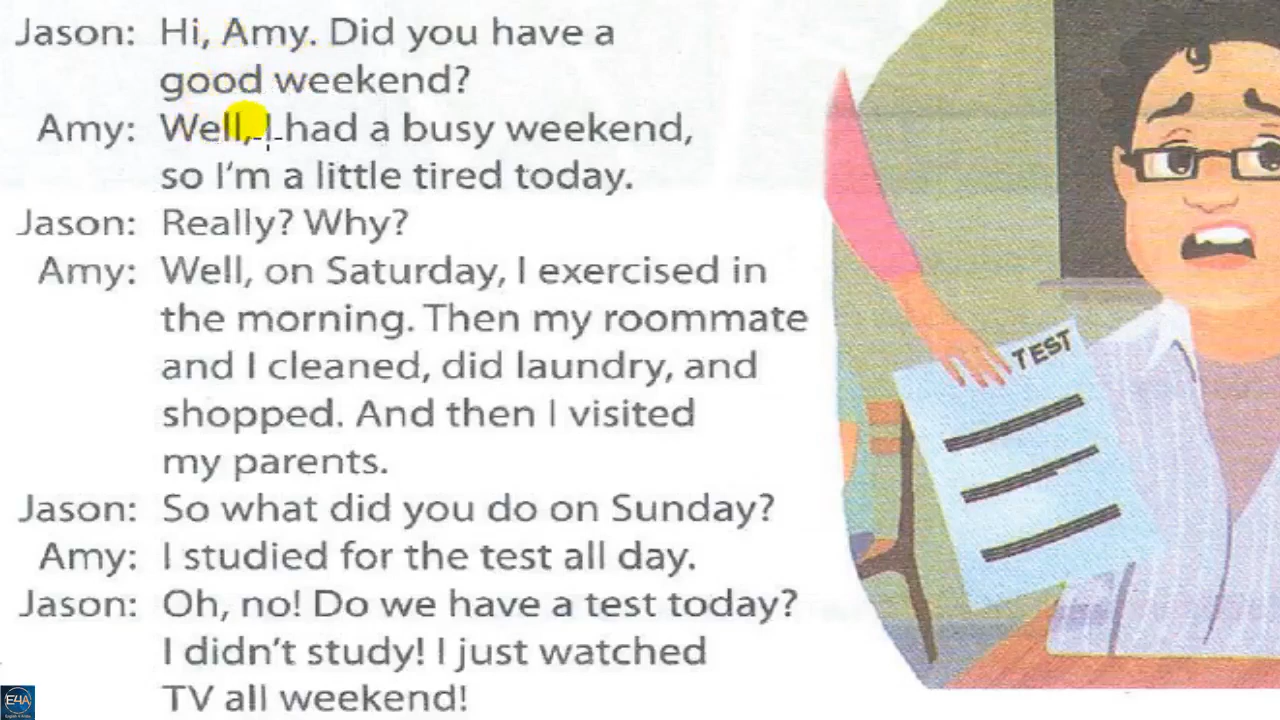 Jason: Hi, Amy. Did you have a
good weekend?
Amy: Well, I had a busy weekend,
so I'm a little tired today.
Jason: Really? Why?
Amy: Well, on Saturday, I exercised in
the morning. Then my roommate
and I cleaned, did laundry, and
shopped. And then I visited
my parents.
Jason: So what did you do on Sunday?
Amy: I studied for the test all day.
Jason: Oh, no! Do we have a test today?
I didn't study! I just watched
TV all weekend!
TEST
E4A